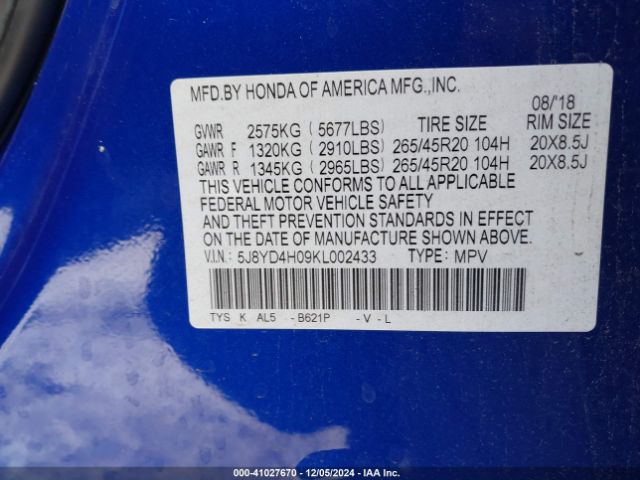 MFD.BY HONDA OF AMERICA MFG.,INC.
08/'18
GVWR 2575KG ( 5677LBS) TIRE SIZE RIM SIZE
GAWR F 1320KG ( 2910LBS) 265/45R20 104H 20X8.5J
GAWR R 1345KG ( 2965LBS) 265/45R20 104H 20X8.5J
THIS VEHICLE CONFORMS TO ALL APPLICABLE
FEDERAL MOTOR VEHICLE SAFETY
AND THEFT PREVENTION STANDARDS IN EFFECT
ON THE DATE OF MANUFACTURE SHOWN ABOVE.
V.I.N.: 5J8YD4H09KL002433 TYPE: MPV
TYS K AL5 -B621P -V -L
000-41027670 - 12/05/2024 - IAA Inc.